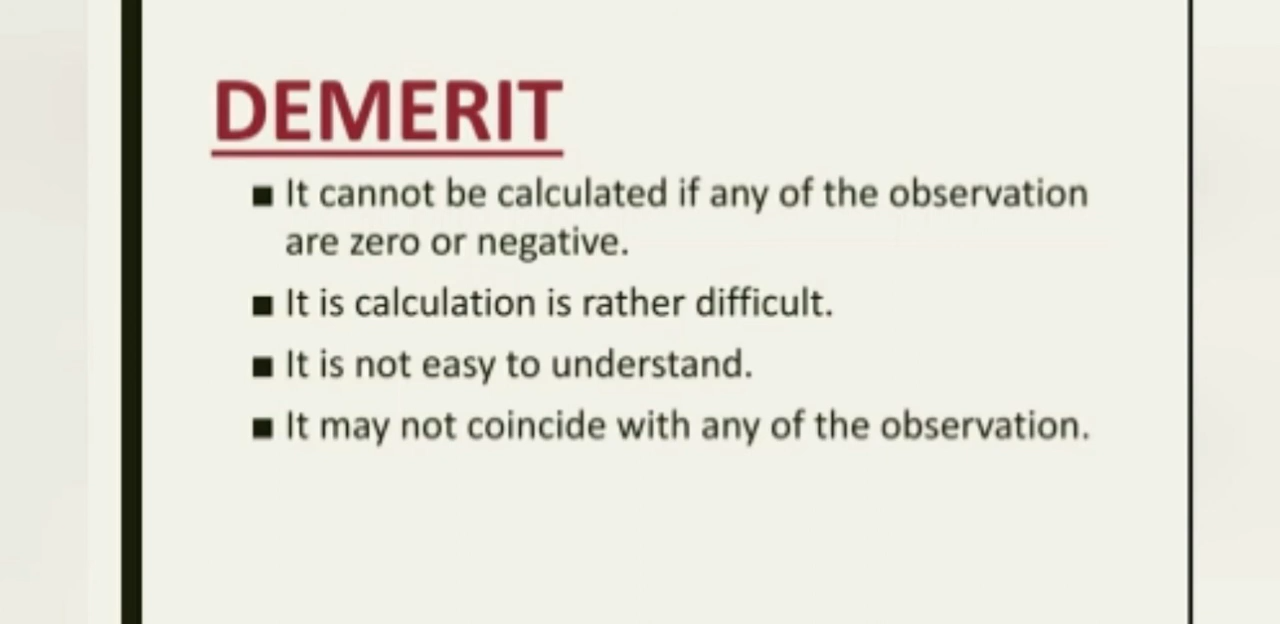 DEMERIT
■ It cannot be calculated if any of the observation
are zero or negative.
■ It is calculation is rather difficult.
■ It is not easy to understand.
■ It may not coincide with any of the observation.